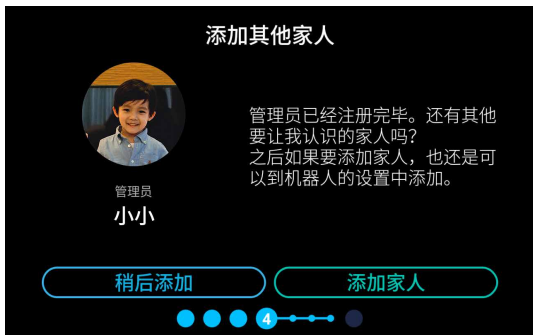 添加其他家人
管理员已经注册完毕。还有其他
要让我认识的家人吗？
之后如果要添加家人，也还是可
以到机器人的设置中添加。
管理员
小小
稍后添加
添加家人
4